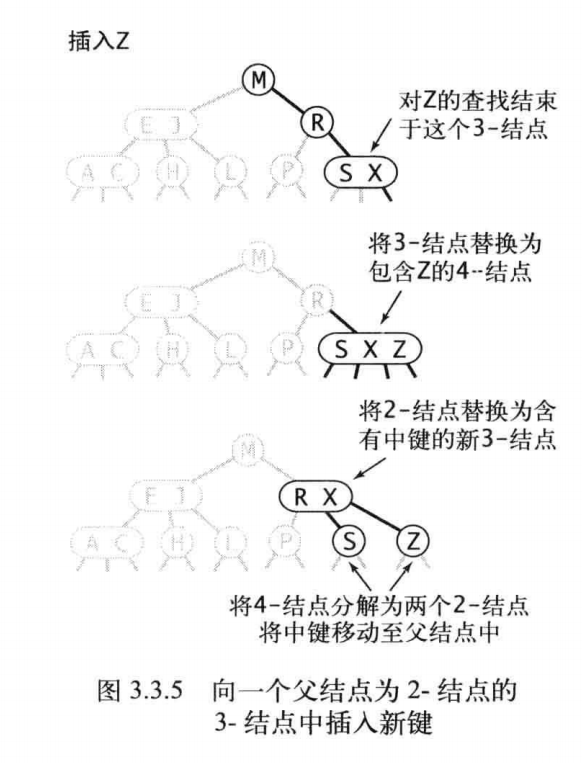 插入Z
M
对Z的查找结束
于这个3-结点
E J
R
A C
H
L
P
S X
将3-结点替换为
包含Z的4--结点
M
E J
R
A C
H
L
P
S X Z
将2-结点替换为含
有中键的新3-结点
M
E J
R X
A C
H
L
P
S
Z
将4-结点分解为两个2-结点
将中键移动至父结点中
图 3.3.5 向一个父结点为 2- 结点的
3- 结点中插入新键